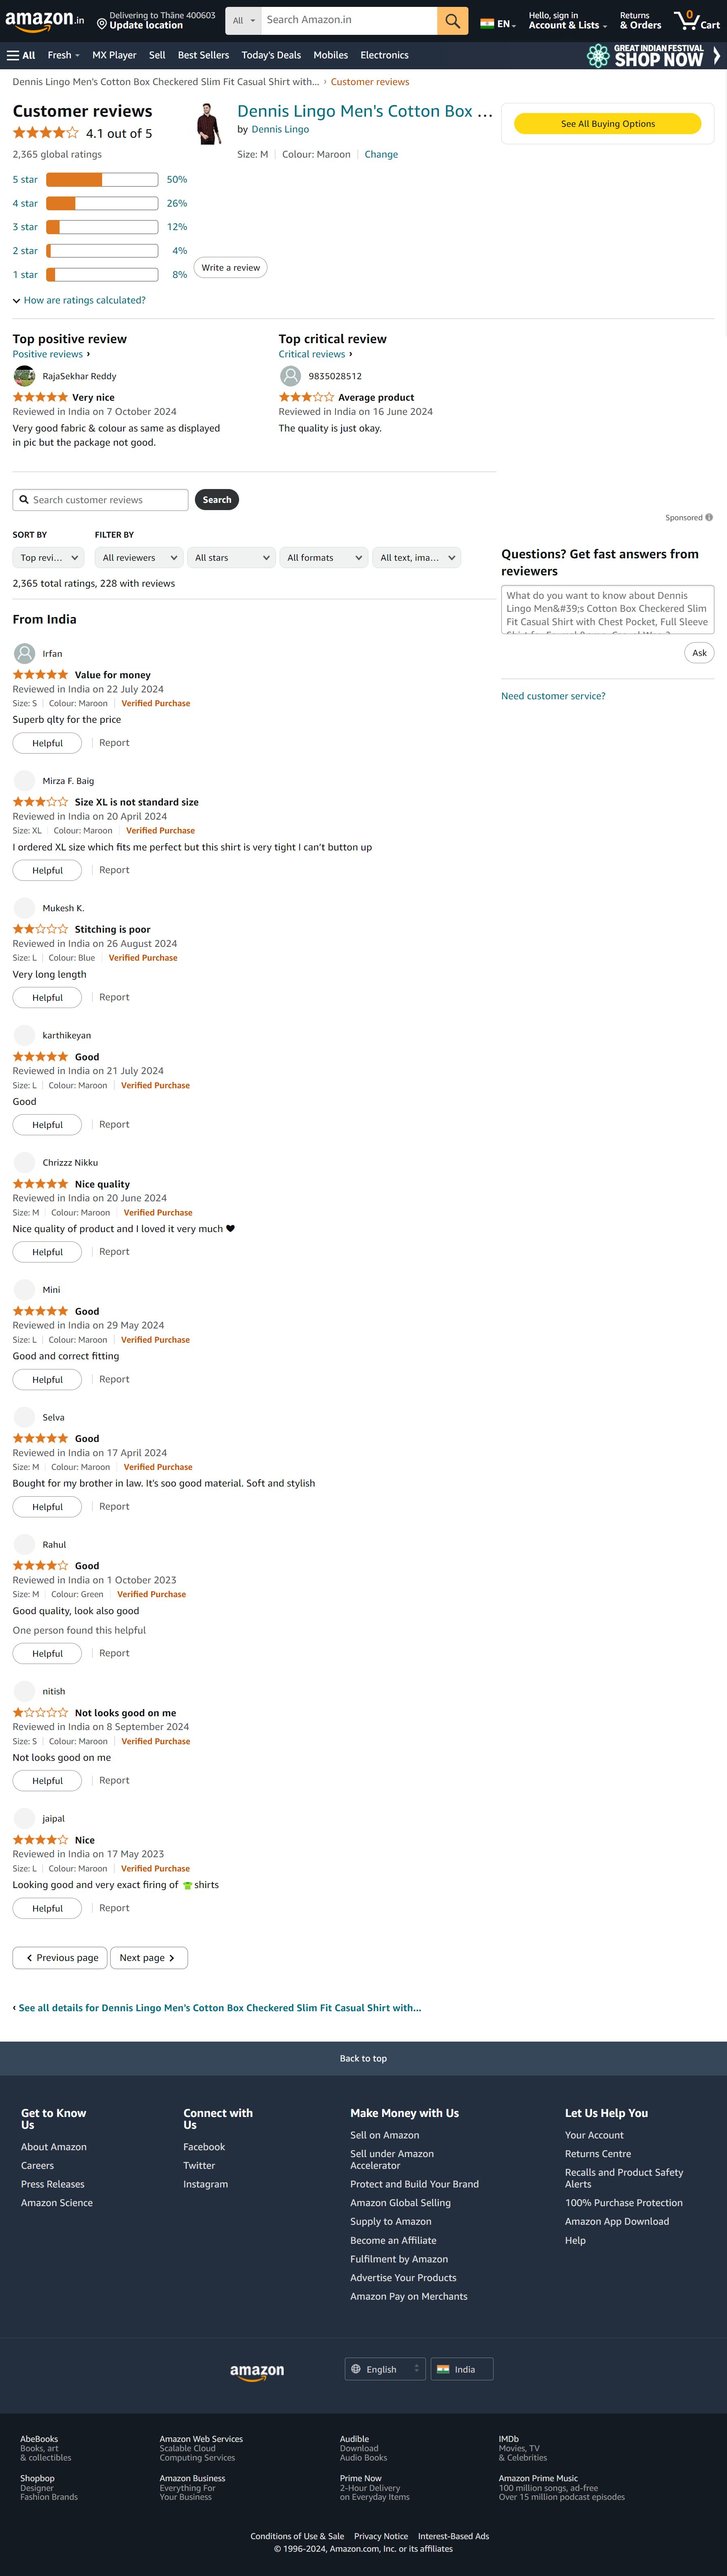 amazon.in
Delivering to Thāne 400603
Update location
All
Search Amazon.in
EN
Hello, sign in
Account & Lists
Returns
& Orders
0
Cart
All
Fresh
MX Player
Sell
Best Sellers
Today's Deals
Mobiles
Electronics
GREAT INDIAN FESTIVAL
SHOP NOW
Dennis Lingo Men's Cotton Box Checkered Slim Fit Casual Shirt with... › Customer reviews
Customer reviews
4.1 out of 5
2,365 global ratings
5 star 50%
4 star 26%
3 star 12%
2 star 4%
1 star 8%
How are ratings calculated?
Dennis Lingo Men's Cotton Box ...
by Dennis Lingo
Size: M | Colour: Maroon | Change
Write a review
See All Buying Options
Top positive review
Positive reviews ›
RajaSekhar Reddy
Very nice
Reviewed in India on 7 October 2024
Very good fabric & colour as same as displayed
in pic but the package not good.
Top critical review
Critical reviews ›
9835028512
Average product
Reviewed in India on 16 June 2024
The quality is just okay.
Search customer reviews
Search
SORT BY
FILTER BY
Top revi...
All reviewers
All stars
All formats
All text, ima...
2,365 total ratings, 228 with reviews
Sponsored
Questions? Get fast answers from
reviewers
What do you want to know about Dennis
Lingo Men&#39;s Cotton Box Checkered Slim
Fit Casual Shirt with Chest Pocket, Full Sleeve
Ask
Need customer service?
From India
Irfan
Value for money
Reviewed in India on 22 July 2024
Size: S | Colour: Maroon | Verified Purchase
Superb qlty for the price
Helpful | Report
Mirza F. Baig
Size XL is not standard size
Reviewed in India on 20 April 2024
Size: XL | Colour: Maroon | Verified Purchase
I ordered XL size which fits me perfect but this shirt is very tight I can't button up
Helpful | Report
Mukesh K.
Stitching is poor
Reviewed in India on 26 August 2024
Size: L | Colour: Blue | Verified Purchase
Very long length
Helpful | Report
karthikeyan
Good
Reviewed in India on 21 July 2024
Size: L | Colour: Maroon | Verified Purchase
Good
Helpful | Report
Chrizzz Nikku
Nice quality
Reviewed in India on 20 June 2024
Size: M | Colour: Maroon | Verified Purchase
Nice quality of product and I loved it very much ♥
Helpful | Report
Mini
Good
Reviewed in India on 29 May 2024
Size: L | Colour: Maroon | Verified Purchase
Good and correct fitting
Helpful | Report
Selva
Good
Reviewed in India on 17 April 2024
Size: M | Colour: Maroon | Verified Purchase
Bought for my brother in law. It's soo good material. Soft and stylish
Helpful | Report
Rahul
Good
Reviewed in India on 1 October 2023
Size: M | Colour: Green | Verified Purchase
Good quality, look also good
One person found this helpful
Helpful | Report
nitish
Not looks good on me
Reviewed in India on 8 September 2024
Size: S | Colour: Maroon | Verified Purchase
Not looks good on me
Helpful | Report
jaipal
Nice
Reviewed in India on 17 May 2023
Size: L | Colour: Maroon | Verified Purchase
Looking good and very exact firing of 👕 shirts
Helpful | Report
Previous page
Next page
‹ See all details for Dennis Lingo Men's Cotton Box Checkered Slim Fit Casual Shirt with...
Back to top
Get to Know
Us
About Amazon
Careers
Press Releases
Amazon Science
Connect with
Us
Facebook
Twitter
Instagram
Make Money with Us
Sell on Amazon
Sell under Amazon
Accelerator
Protect and Build Your Brand
Amazon Global Selling
Supply to Amazon
Become an Affiliate
Fulfilment by Amazon
Advertise Your Products
Amazon Pay on Merchants
Let Us Help You
Your Account
Returns Centre
Recalls and Product Safety
Alerts
100% Purchase Protection
Amazon App Download
Help
amazon
English
India
AbeBooks
Books, art
& collectibles
Amazon Web Services
Scalable Cloud
Computing Services
Audible
Download
Audio Books
IMDb
Movies, TV
& Celebrities
Shopbop
Designer
Fashion Brands
Amazon Business
Everything For
Your Business
Prime Now
2-Hour Delivery
on Everyday Items
Amazon Prime Music
100 million songs, ad-free
Over 15 million podcast episodes
Conditions of Use & Sale Privacy Notice Interest-Based Ads
© 1996-2024, Amazon.com, Inc. or its affiliates